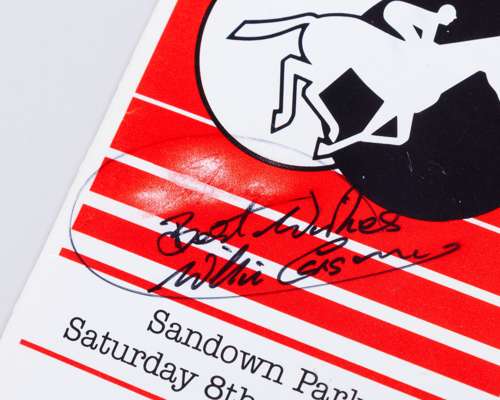 Best Wishes
Willie Carson
Sandown Park
Saturday 8th